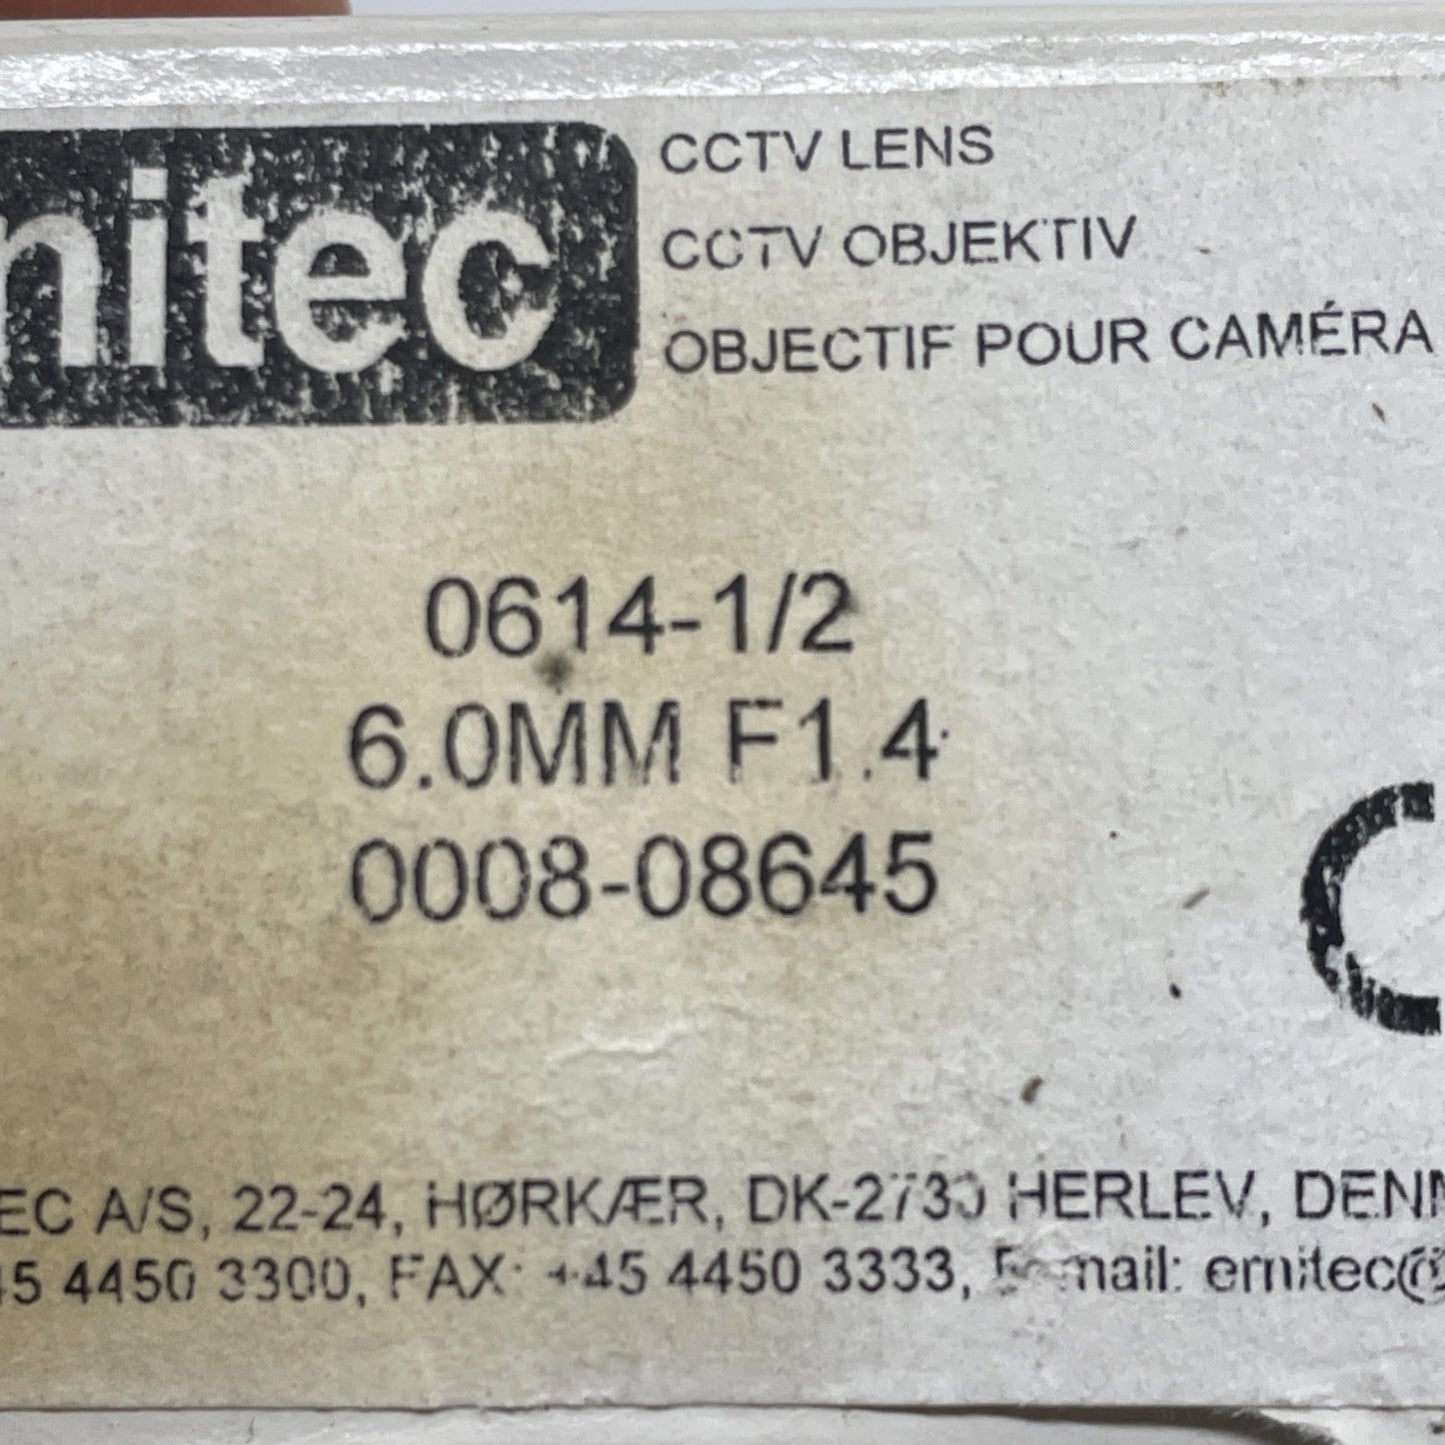 nitec
CCTV LENS
CCTV OBJEKTIV
OBJECTIF POUR CAMÉRA
0614-1/2
6.0MM F1.4
0008-08645
C
EC A/S, 22-24, HØRKÆR, DK-2730 HERLEV, DENM
45 4450 3300, FAX: +45 4450 3333, E-mail: ernitec@